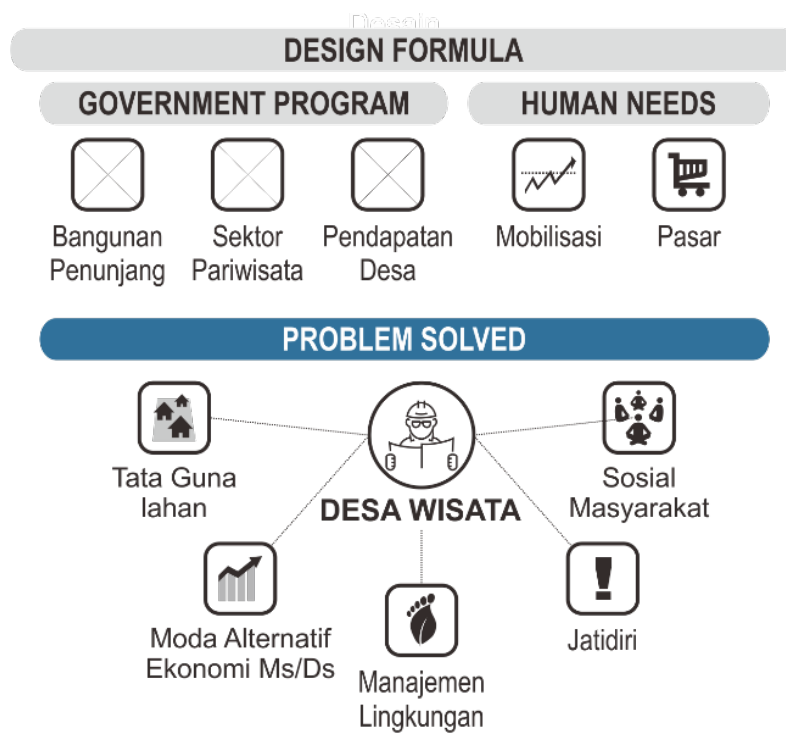 Desain
DESIGN FORMULA
GOVERNMENT PROGRAM
HUMAN NEEDS
Bangunan
Penunjang
Sektor
Pariwisata
Pendapatan
Desa
Mobilisasi
Pasar
PROBLEM SOLVED
Tata Guna
lahan
DESA WISATA
Sosial
Masyarakat
Moda Alternatif
Ekonomi Ms/Ds
Manajemen
Lingkungan
Jatidiri